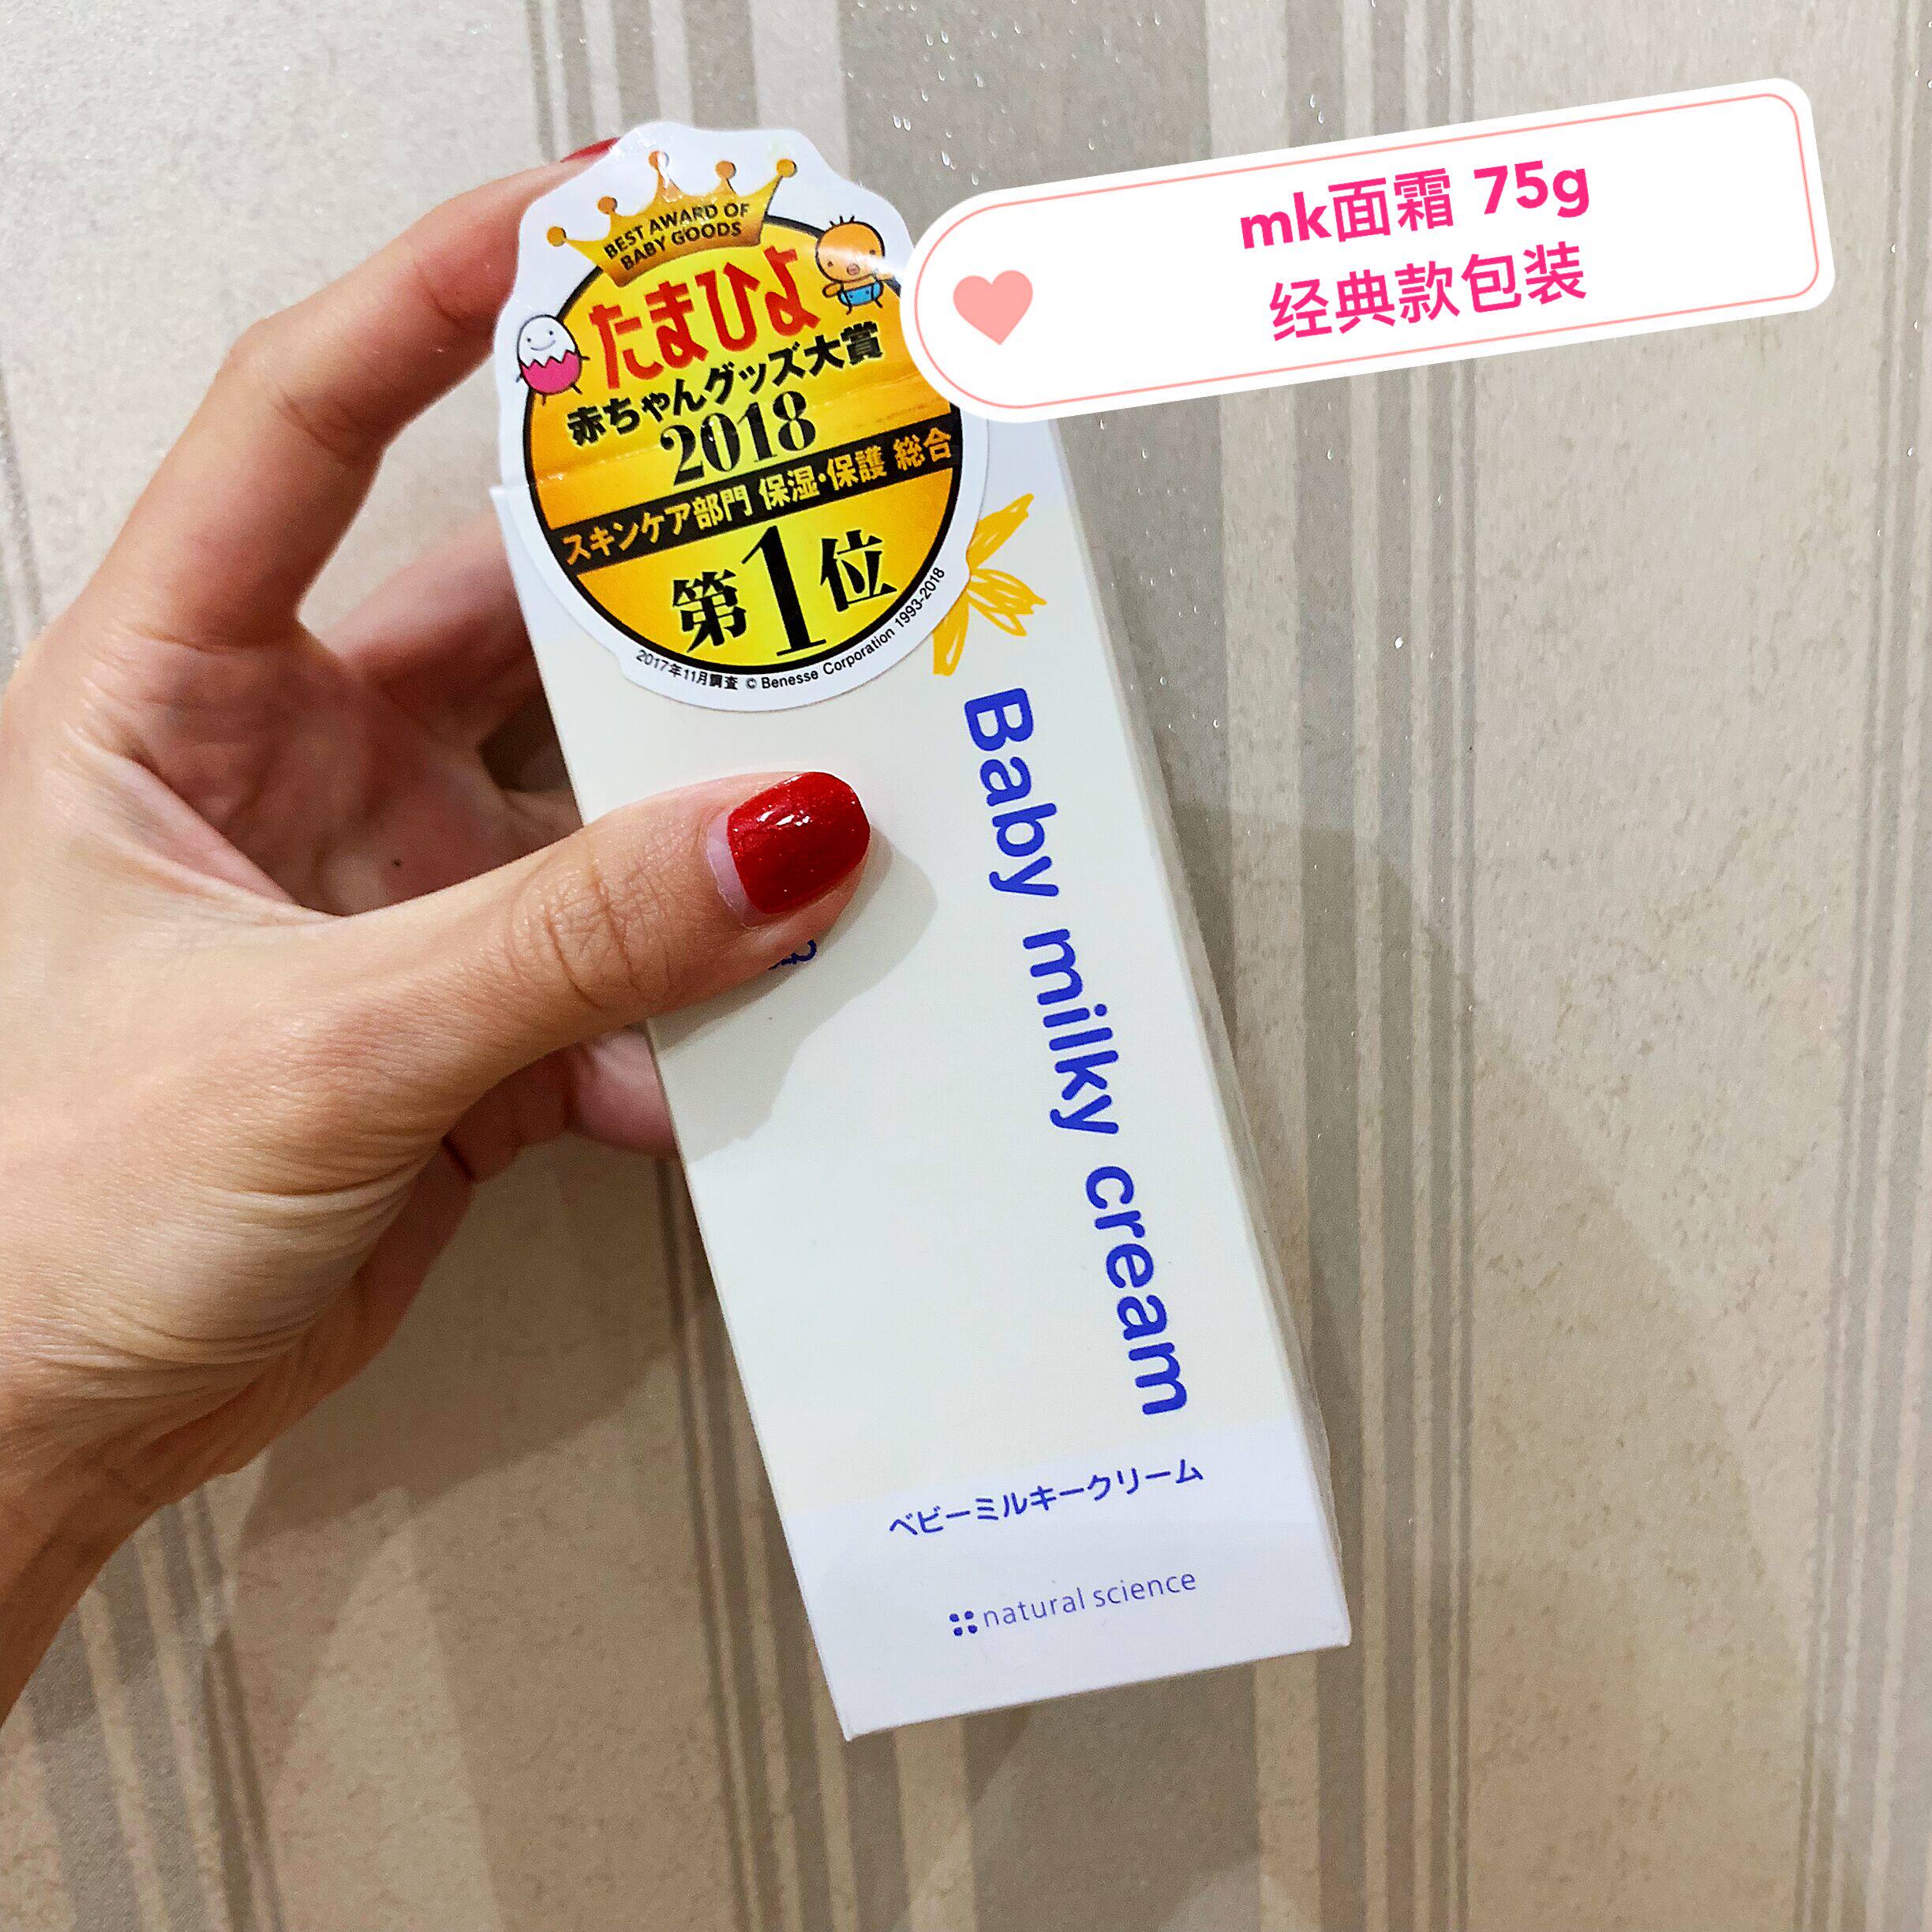 BEST AWARD OF
BABY GOODS
たまひよ
赤ちゃんグッズ大賞
2018
スキンケア部門 保湿・保護 総合
第1位
2017年11月調査 © Benesse Corporation 1993-2018
mk面霜 75g
经典款包装
Baby milky cream
ベビーミルキークリーム
natural science